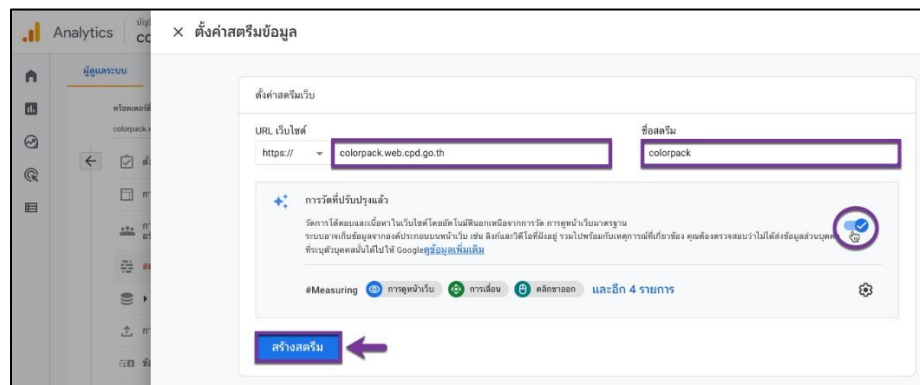 Analytics
× ตั้งค่าสตรีมข้อมูล
ผู้ดูแลระบบ
ตั้งค่าสตรีมเว็บ
URL เว็บไซต์
ชื่อสตรีม
https://
colorpack.web.cpd.go.th
colorpack
การวัดที่ปรับปรุงแล้ว
วัดการโต้ตอบและเนื้อหาในเว็บไซต์โดยอัตโนมัตินอกเหนือจากการวัด การดูหน้าเว็บมาตรฐาน
ระบบอาจเก็บข้อมูลจากองค์ประกอบบนหน้าเว็บ เช่น ลิงก์และวิดีโอที่ฝังอยู่ รวมไปพร้อมกับเหตุการณ์ที่เกี่ยวข้อง คุณต้องตรวจสอบว่าไม่ได้ส่งข้อมูลส่วนบุคคล
ที่ระบุตัวบุคคลนั้นได้ไปให้ Googleดูข้อมูลเพิ่มเติม
#Measuring การดูหน้าเว็บ การเลื่อน คลิกขาออก และอีก 4 รายการ
สร้างสตรีม